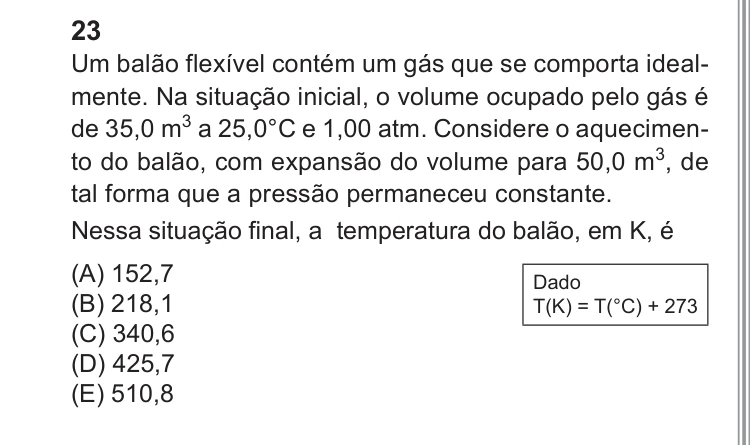 23
Um balão flexível contém um gás que se comporta ideal-
mente. Na situação inicial, o volume ocupado pelo gás é
de 35,0 m³ a 25,0°C e 1,00 atm. Considere o aquecimen-
to do balão, com expansão do volume para 50,0 m³, de
tal forma que a pressão permaneceu constante.
Nessa situação final, a temperatura do balão, em K, é
(A) 152,7
(B) 218,1
(C) 340,6
(D) 425,7
(E) 510,8
Dado
T(K) = T(°C) + 273